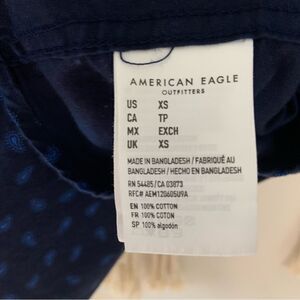 AMERICAN EAGLE
OUTFITTERS
US XS
CA TP
MX EXCH
UK XS
MADE IN BANGLADESH / FABRIQUÉ AU
BANGLADESH / HECHO EN BANGLADESH
RN 54485/CA 03873
RFC# AEM120605U9A
EN 100% COTTON
FR 100% COTON
SP 100% algodón